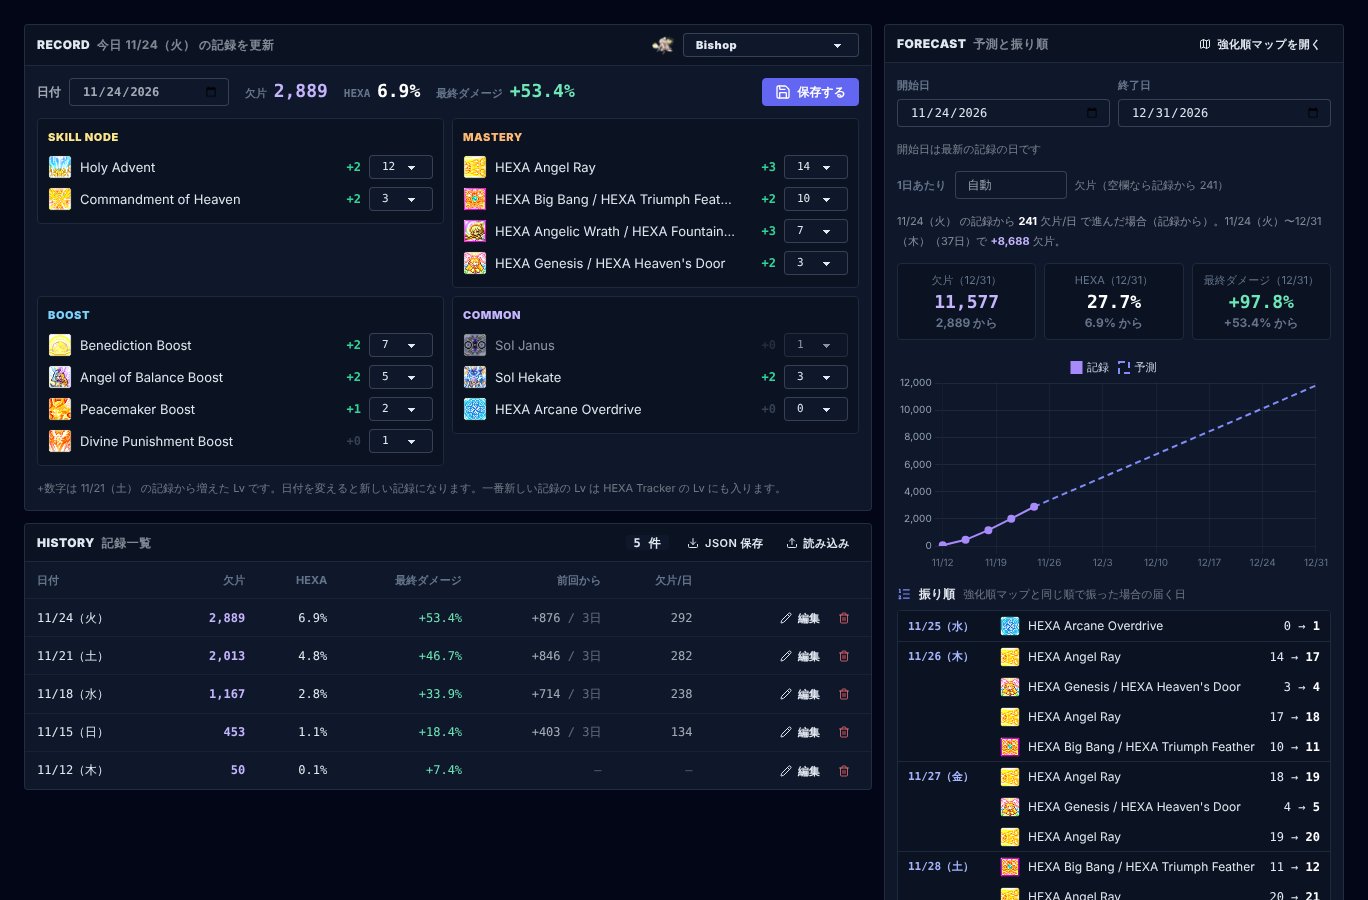 RECORD 今日 11/24（火） の記録を更新
Bishop
日付 11/24/2026 欠片 2,889 HEXA 6.9% 最終ダメージ +53.4% 保存する
SKILL NODE
Holy Advent +2 12
Commandment of Heaven +2 3
MASTERY
HEXA Angel Ray +3 14
HEXA Big Bang / HEXA Triumph Feat... +2 10
HEXA Angelic Wrath / HEXA Fountain... +3 7
HEXA Genesis / HEXA Heaven's Door +2 3
BOOST
Benediction Boost +2 7
Angel of Balance Boost +2 5
Peacemaker Boost +1 2
Divine Punishment Boost +0 1
COMMON
Sol Janus +0 1
Sol Hekate +2 3
HEXA Arcane Overdrive +0 0
+数字は 11/21（土） の記録から増えた Lv です。日付を変えると新しい記録になります。一番新しい記録の Lv は HEXA Tracker の Lv にも入ります。
HISTORY 記録一覧 5 件 JSON 保存 読み込み
日付 欠片 HEXA 最終ダメージ 前回から 欠片/日
11/24（火） 2,889 6.9% +53.4% +876 / 3日 292 編集
11/21（土） 2,013 4.8% +46.7% +846 / 3日 282 編集
11/18（水） 1,167 2.8% +33.9% +714 / 3日 238 編集
11/15（日） 453 1.1% +18.4% +403 / 3日 134 編集
11/12（木） 50 0.1% +7.4% — — 編集
FORECAST 予測と振り順 強化順マップを開く
開始日 終了日
11/24/2026 12/31/2026
開始日は最新の記録の日です
1日あたり 自動 欠片（空欄なら記録から 241）
11/24（火） の記録から 241 欠片/日 で進んだ場合（記録から）。11/24（火）〜12/31
（木）（37日）で +8,688 欠片。
欠片（12/31） HEXA（12/31） 最終ダメージ（12/31）
11,577 27.7% +97.8%
2,889 から 6.9% から +53.4% から
記録 予測
12,000
10,000
8,000
6,000
4,000
2,000
0
11/12 11/19 11/26 12/3 12/10 12/17 12/24 12/31
振り順 強化順マップと同じ順で振った場合の届く日
11/25（水） HEXA Arcane Overdrive 0 → 1
11/26（木） HEXA Angel Ray 14 → 17
HEXA Genesis / HEXA Heaven's Door 3 → 4
HEXA Angel Ray 17 → 18
HEXA Big Bang / HEXA Triumph Feather 10 → 11
11/27（金） HEXA Angel Ray 18 → 19
HEXA Genesis / HEXA Heaven's Door 4 → 5
HEXA Angel Ray 19 → 20
11/28（土） HEXA Big Bang / HEXA Triumph Feather 11 → 12
HEXA Angel Ray 20 → 21